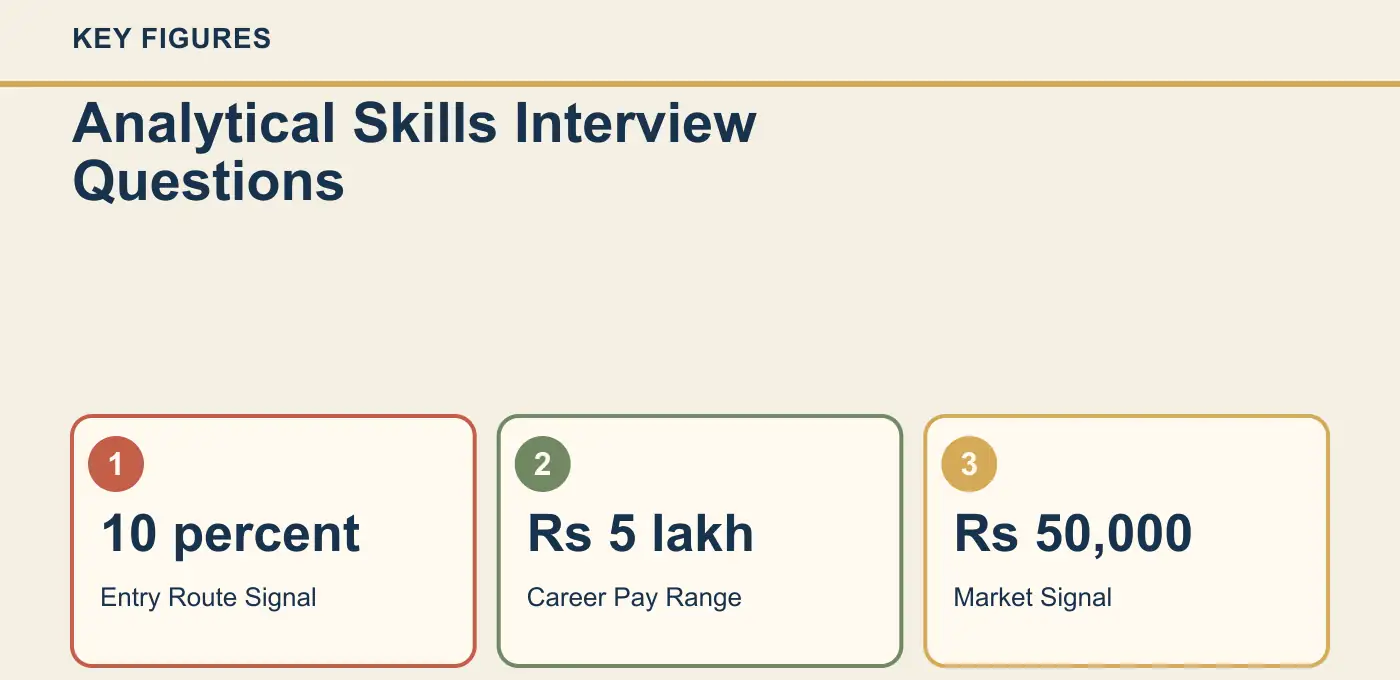 KEY FIGURES
Analytical Skills Interview
Questions
1
10 percent
Entry Route Signal
2
Rs 5 lakh
Career Pay Range
3
Rs 50,000
Market Signal